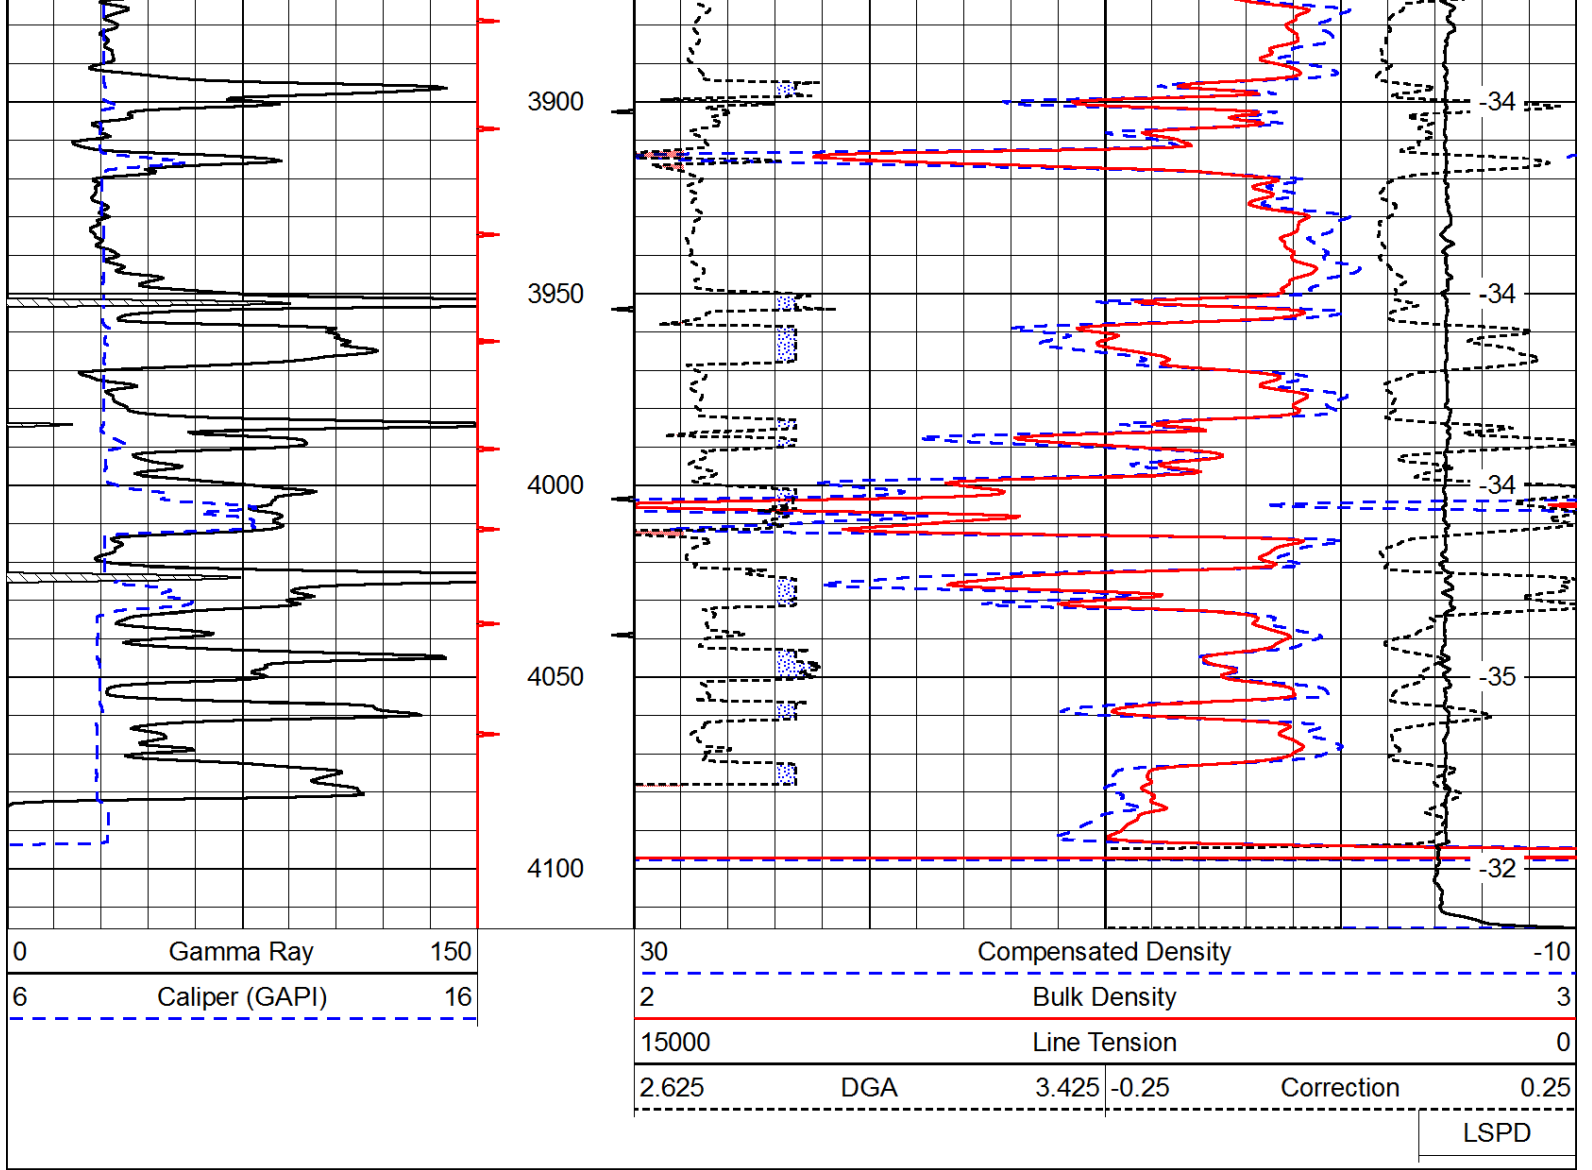 3900 -34
3950 -34
4000 -34
4050 -35
4100 -32
0 Gamma Ray 150 30 Compensated Density -10
6 Caliper (GAPI) 16 2 Bulk Density 3
15000 Line Tension 0
2.625 DGA 3.425 -0.25 Correction 0.25
LSPD